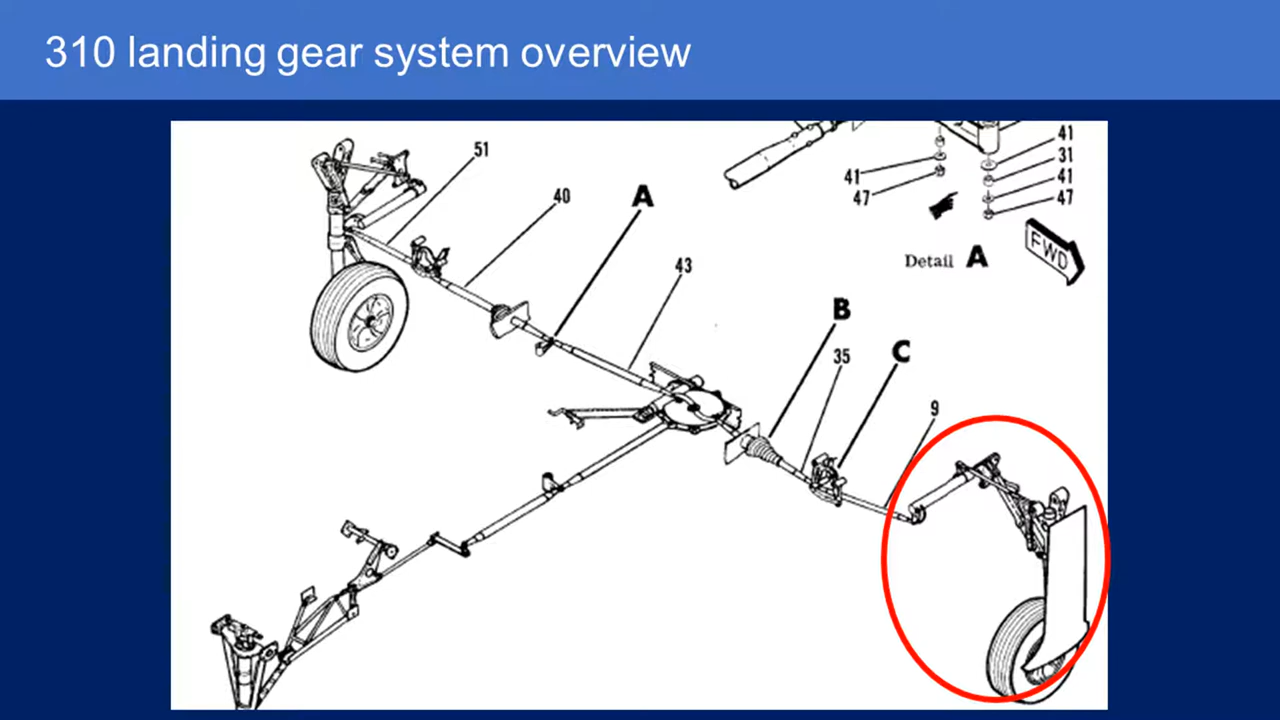 310 landing gear system overview
51
40
A
43
B
35
C
9
41
47
41
31
41
47
Detail A
FWD